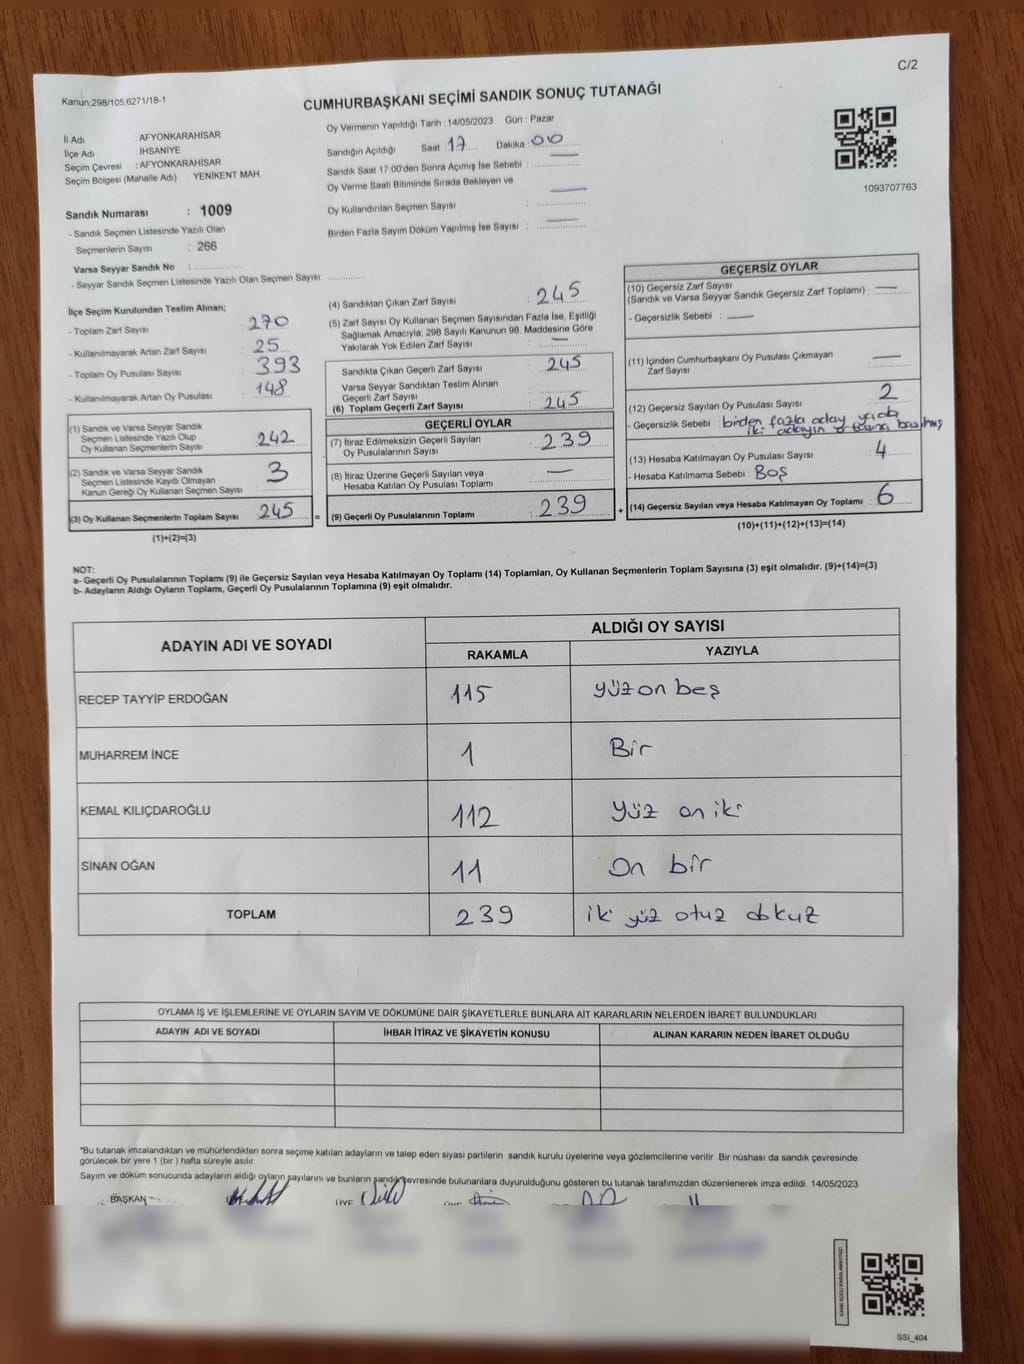 C/2
Kanun;298/105;6271/18-1
CUMHURBAŞKANI SEÇİMİ SANDIK SONUÇ TUTANAĞI
İl Adı : AFYONKARAHİSAR
İlçe Adı : İHSANİYE
Seçim Çevresi : AFYONKARAHİSAR
Seçim Bölgesi (Mahalle Adı) : YENİKENT MAH.
Oy Vermenin Yapıldığı Tarih : 14/05/2023 Gün : Pazar
Sandığın Açıldığı Saat 17 Dakika : 00
Sandık Saat 17:00'den Sonra Açımış İse Sebebi :
Oy Verme Saati Bitiminde Sırada Bekleyen ve
Oy Kullandırılan Seçmen Sayısı :
Birden Fazla Sayım Döküm Yapılmış İse Sayısı :
1093707763
Sandık Numarası : 1009
- Sandık Seçmen Listesinde Yazılı Olan
Seçmenlerin Sayısı : 266
Varsa Seyyar Sandık No :
- Seyyar Sandık Seçmen Listesinde Yazılı Olan Seçmen Sayısı:
İlçe Seçim Kurulundan Teslim Alınan;
- Toplam Zarf Sayısı : 270
- Kullanılmayarak Artan Zarf Sayısı : 25
- Toplam Oy Pusulası Sayısı : 393
- Kullanılmayarak Artan Oy Pusulası : 148
(1) Sandık ve Varsa Seyyar Sandık
Seçmen Listesinde Yazılı Olup
Oy Kullanan Seçmenlerin Sayısı : 242
(2) Sandık ve Varsa Seyyar Sandık
Seçmen Listesinde Kayıtlı Olmayan
Kanun Gereği Oy Kullanan Seçmen Sayısı : 3
(3) Oy Kullanan Seçmenlerin Toplam Sayısı : 245 =
(1)+(2)=(3)
(4) Sandıktan Çıkan Zarf Sayısı : 245
(5) Zarf Sayısı Oy Kullanan Seçmen Sayısından Fazla İse, Eşitliği
Sağlamak Amacıyla, 298 Sayılı Kanunun 98. Maddesine Göre
Yakılarak Yok Edilen Zarf Sayısı :
Sandıkta Çıkan Geçerli Zarf Sayısı : 245
Varsa Seyyar Sandıktan Teslim Alınan
Geçerli Zarf Sayısı
(6) Toplam Geçerli Zarf Sayısı : 245
GEÇERLİ OYLAR
(7) İtiraz Edilmeksizin Geçerli Sayılan
Oy Pusulalarının Sayısı : 239
(8) İtiraz Üzerine Geçerli Sayılan veya
Hesaba Katılan Oy Pusulası Toplamı :
(9) Geçerli Oy Pusulalarının Toplamı : 239 +
GEÇERSİZ OYLAR
(10) Geçersiz Zarf Sayısı
(Sandık ve Varsa Seyyar Sandık Geçersiz Zarf Toplamı) :
- Geçersizlik Sebebi :
(11) İçinden Cumhurbaşkanı Oy Pusulası Çıkmayan
Zarf Sayısı :
(12) Geçersiz Sayılan Oy Pusulası Sayısı : 2
- Geçersizlik Sebebi : birden fazla aday
iki adayın
(13) Hesaba Katılmayan Oy Pusulası Sayısı : 4
- Hesaba Katılmama Sebebi : Boş
(14) Geçersiz Sayılan veya Hesaba Katılmayan Oy Toplamı : 6
(10)+(11)+(12)+(13)=(14)
NOT:
a- Geçerli Oy Pusulalarının Toplamı (9) ile Geçersiz Sayılan veya Hesaba Katılmayan Oy Toplamı (14) Toplamları, Oy Kullanan Seçmenlerin Toplam Sayısına (3) eşit olmalıdır. (9)+(14)=(3)
b- Adayların Aldığı Oyların Toplamı, Geçerli Oy Pusulalarının Toplamına (9) eşit olmalıdır.
ADAYIN ADI VE SOYADI
ALDIĞI OY SAYISI
RAKAMLA YAZIYLA
RECEP TAYYİP ERDOĞAN 115 yüz on beş
MUHARREM İNCE 1 Bir
KEMAL KILIÇDAROĞLU 112 Yüz on iki
SİNAN OĞAN 11 On bir
TOPLAM 239 iki yüz otuz dokuz
OYLAMA İŞ VE İŞLEMLERİNE VE OYLARIN SAYIM VE DÖKÜMÜNE DAİR ŞİKAYETLERLE BUNLARA AİT KARARLARIN NELERDEN İBARET BULUNDUKLARI
ADAYIN ADI VE SOYADI İHBAR İTİRAZ VE ŞİKAYETİN KONUSU ALINAN KARARIN NEDEN İBARET OLDUĞU
*Bu tutanak imzalandıktan ve mühürlendikten sonra seçime katılan adayların ve talep eden siyasi partilerin sandık kurulu üyelerine veya gözlemcilerine verilir .Bir nüshası da sandık çevresinde
görülecek bir yere 1 (bir ) hafta süreyle asılır.
Sayım ve döküm sonucunda adayların aldığı oyların sayılarını ve bunların sandık çevresinde bulunanlara duyurulduğunu gösteren bu tutanak tarafımızdan düzenlenerek imza edildi. 14/05/2023
BAŞKAN
ÜYE
SSI_404